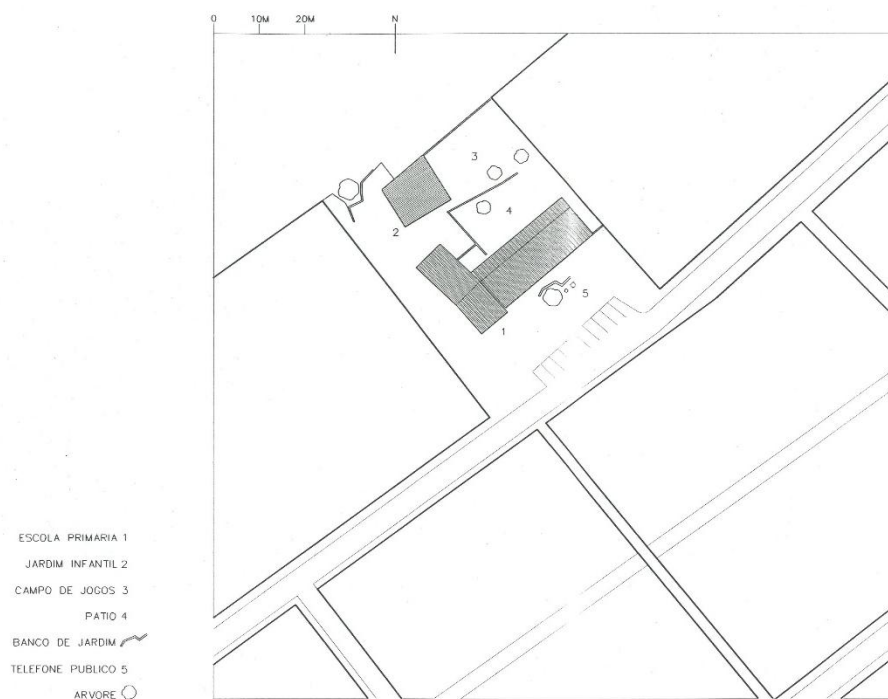 0 10M 20M N
3
4
2
5
1
ESCOLA PRIMARIA 1
JARDIM INFANTIL 2
CAMPO DE JOGOS 3
PATIO 4
BANCO DE JARDIM
TELEFONE PUBLICO 5
ARVORE